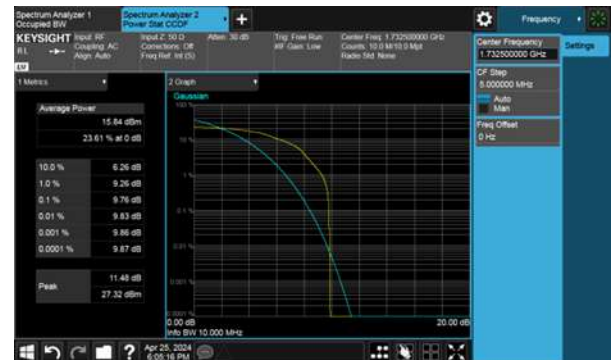 Spectrum Analyzer 1
Occupied BW
Spectrum Analyzer 2
Power Stat CCDF
+
Frequency
KEYSIGHT
RL
Input: RF
Coupling: AC
Align: Auto
Input Z: 50 Ω
Corrections: Off
Freq Ref: Int (S)
Atten: 30 dB
Trig: Free Run
#IF Gain: Low
Center Freq: 1.732500000 GHz
Counts: 10.0 M/10.0 Mpt
Radio Std: None
1 Metrics
Average Power
15.84 dBm
23.61 % at 0 dB
10.0 % 6.26 dB
1.0 % 9.26 dB
0.1 % 9.76 dB
0.01 % 9.83 dB
0.001 % 9.86 dB
0.0001 % 9.87 dB
Peak
11.48 dB
27.32 dBm
2 Graph
Gaussian
100 %
10 %
1 %
0.1 %
0.01 %
0.001 %
0.0001 %
0.00 dB
20.00 dB
Info BW 10.000 MHz
Center Frequency
1.732500000 GHz
Settings
CF Step
5.000000 MHz
Auto
Man
Freq Offset
0 Hz
?
Apr 25, 2024
6:05:16 PM